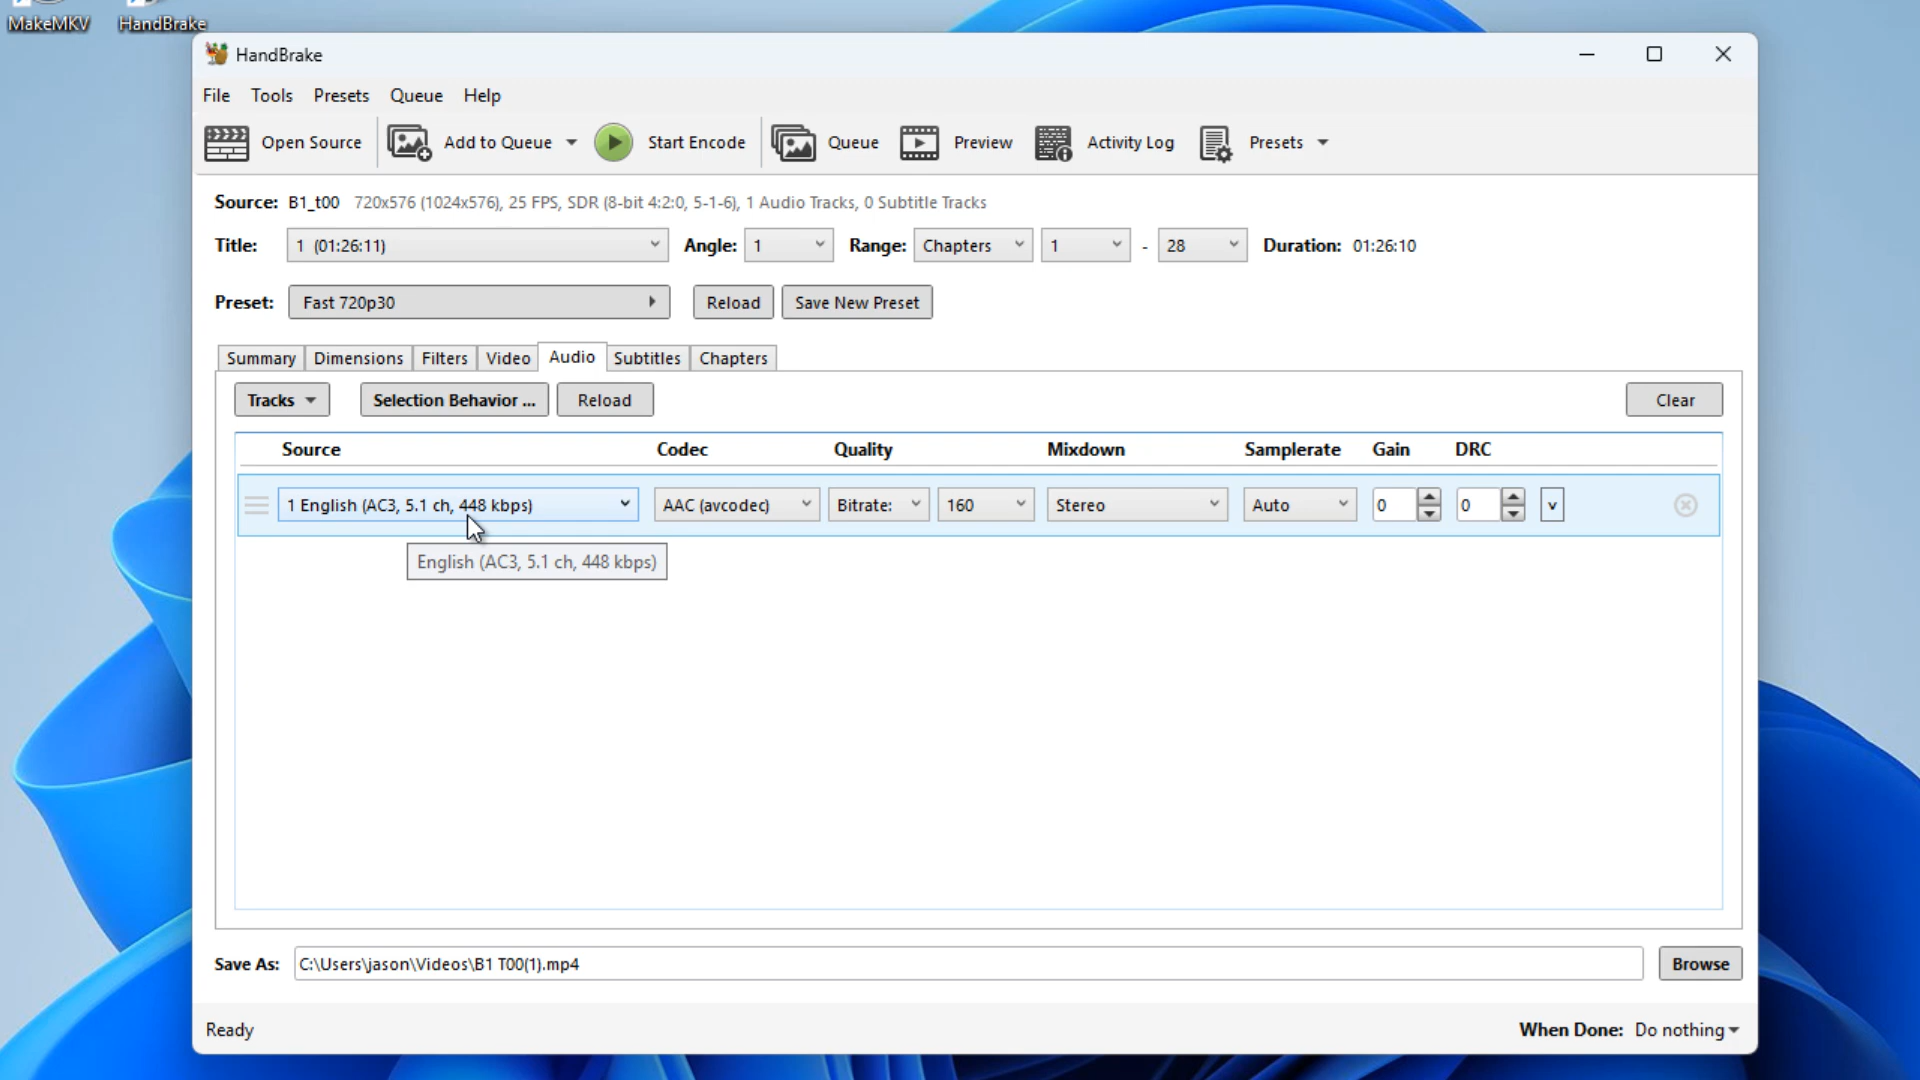 MakeMKV HandBrake
HandBrake
File Tools Presets Queue Help
Open Source Add to Queue Start Encode Queue Preview Activity Log Presets
Source: B1_t00 720x576 (1024x576), 25 FPS, SDR (8-bit 4:2:0, 5-1-6), 1 Audio Tracks, 0 Subtitle Tracks
Title: 1 (01:26:11) Angle: 1 Range: Chapters 1 - 28 Duration: 01:26:10
Preset: Fast 720p30 Reload Save New Preset
Summary Dimensions Filters Video Audio Subtitles Chapters
Tracks Selection Behavior ... Reload Clear
Source Codec Quality Mixdown Samplerate Gain DRC
1 English (AC3, 5.1 ch, 448 kbps) AAC (avcodec) Bitrate: 160 Stereo Auto 0 0 v
English (AC3, 5.1 ch, 448 kbps)
Save As: C:\Users\jason\Videos\B1 T00(1).mp4 Browse
Ready When Done: Do nothing